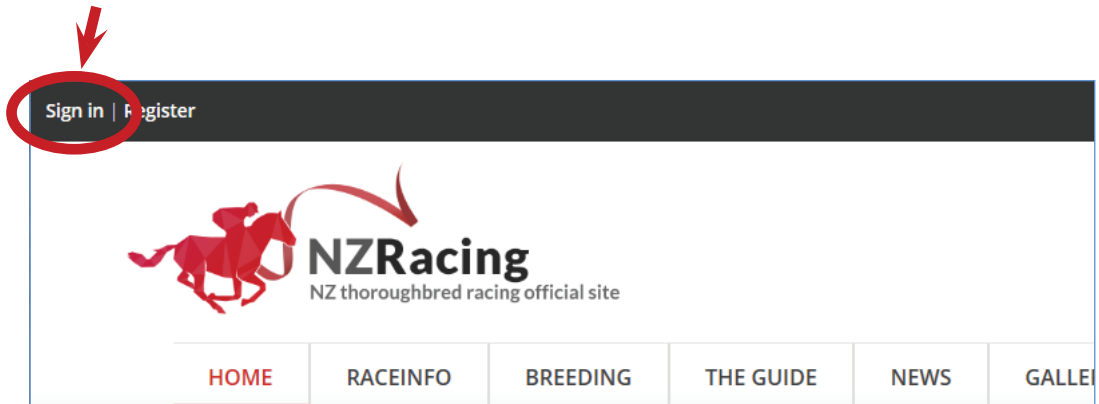 Sign in | Register
NZRacing
NZ thoroughbred racing official site
HOME RACEINFO BREEDING THE GUIDE NEWS